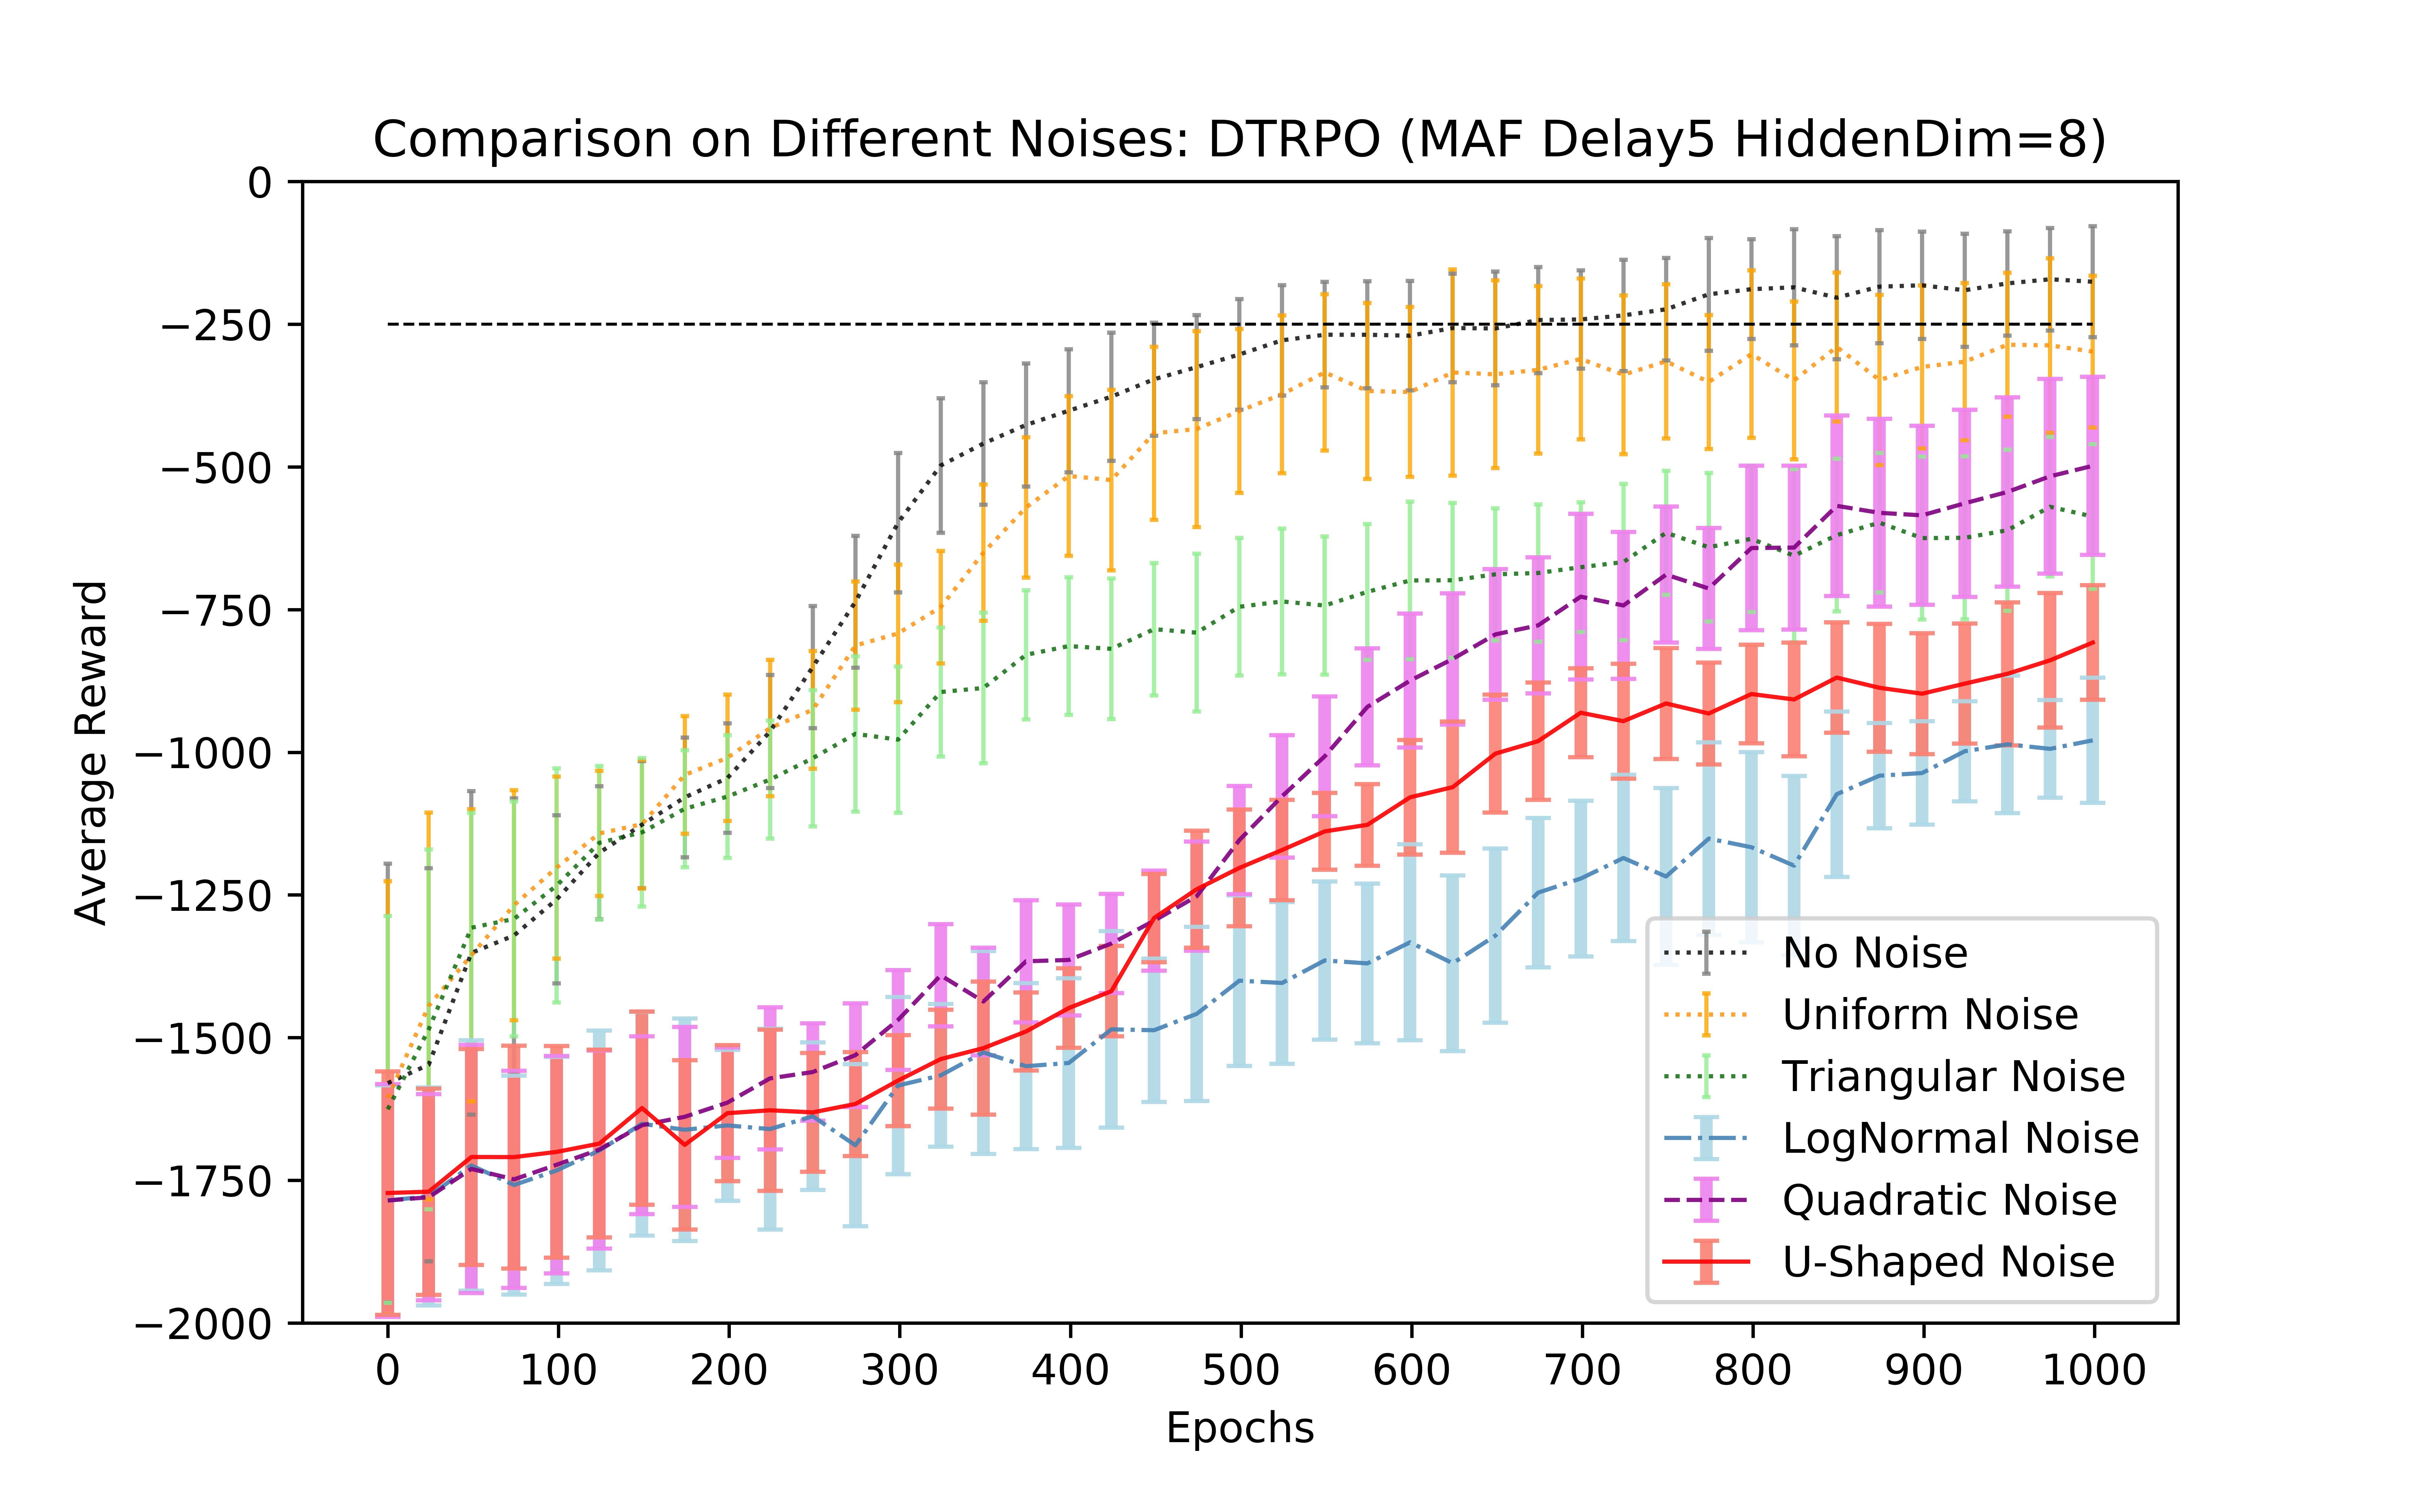 Comparison on Different Noises: DTRPO (MAF Delay5 HiddenDim=8)
0
−250
−500
−750
−1000
−1250
−1500
−1750
−2000
Average Reward
No Noise
Uniform Noise
Triangular Noise
LogNormal Noise
Quadratic Noise
U-Shaped Noise
0 100 200 300 400 500 600 700 800 900 1000
Epochs